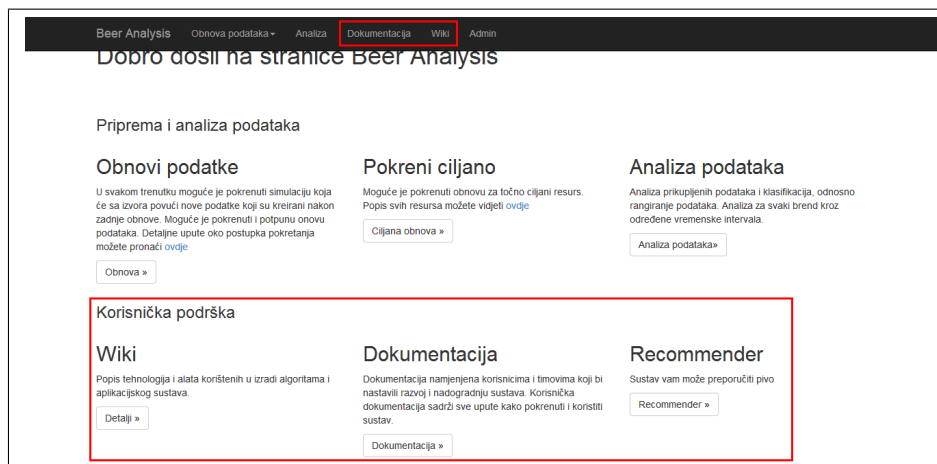 Beer Analysis Obnova podataka Analiza Dokumentacija Wiki Admin
Dobro došli na stranice Beer Analysis
Priprema i analiza podataka
Obnovi podatke
U svakom trenutku moguće je pokrenuti simulaciju koja
će sa izvora povući nove podatke koji su kreirani nakon
zadnje obnove. Moguće je pokrenuti i potpunu onovu
podataka. Detaljne upute oko postupka pokretanja
možete pronaći ovdje
Obnova »
Pokreni ciljano
Moguće je pokrenuti obnovu za točno ciljani resurs.
Popis svih resursa možete vidjeti ovdje
Ciljana obnova »
Analiza podataka
Analiza prikupljenih podataka i klasifikacija, odnosno
rangiranje podataka. Analiza za svaki brend kroz
određene vremenske intervala.
Analiza podataka»
Korisnička podrška
Wiki
Popis tehnologija i alata korištenih u izradi algoritama i
aplikacijskog sustava.
Detalji »
Dokumentacija
Dokumentacija namjenjena korisnicima i timovima koji bi
nastavili razvoj i nadogradnju sustava. Korisnička
dokumentacija sadrži sve upute kako pokrenuti i koristiti
sustav.
Dokumentacija »
Recommender
Sustav vam može preporučiti pivo
Recommender »